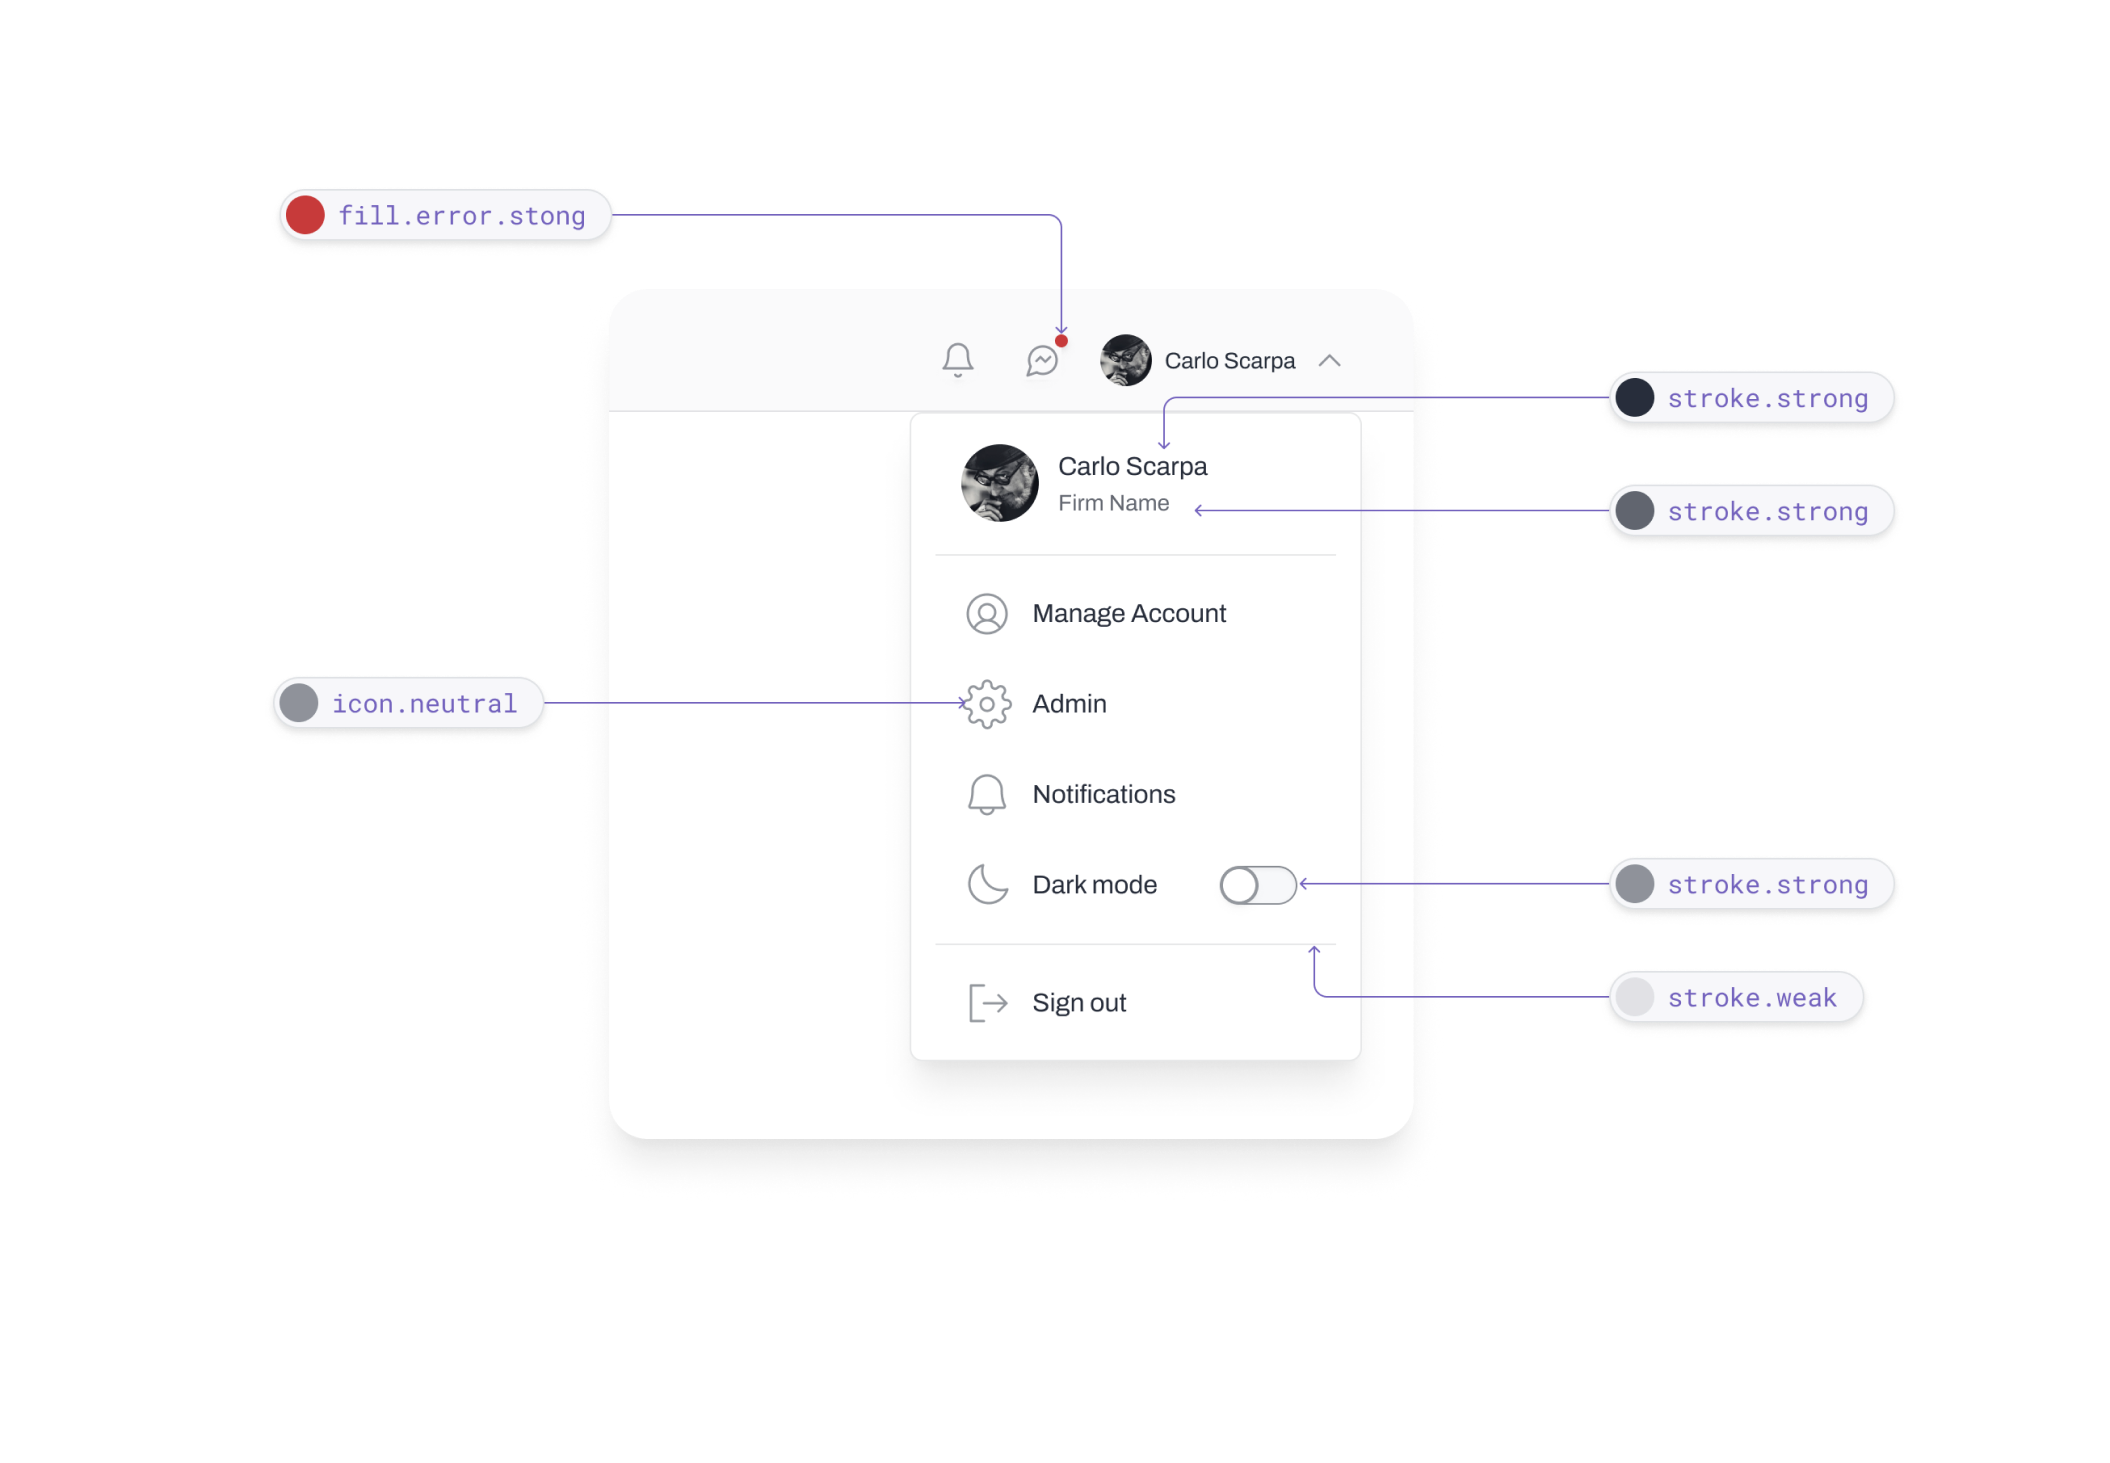 fill.error.stong
Carlo Scarpa
stroke.strong
Carlo Scarpa
Firm Name
stroke.strong
Manage Account
icon.neutral
Admin
Notifications
Dark mode
stroke.strong
stroke.weak
Sign out